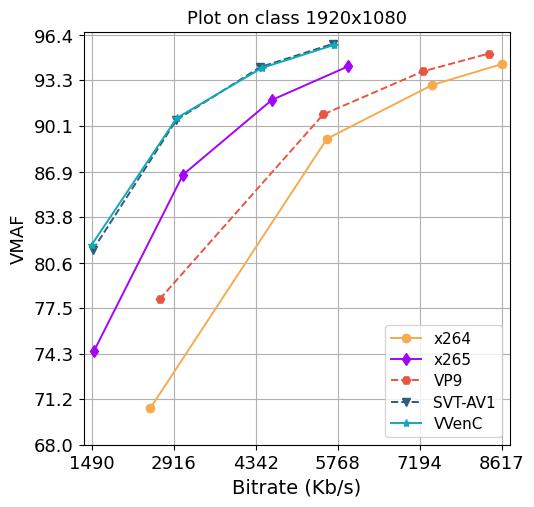 Plot on class 1920x1080
96.4
93.3
90.1
86.9
83.8
80.6
77.5
74.3
71.2
68.0
VMAF
x264
x265
VP9
SVT-AV1
VVenC
1490 2916 4342 5768 7194 8617
Bitrate (Kb/s)